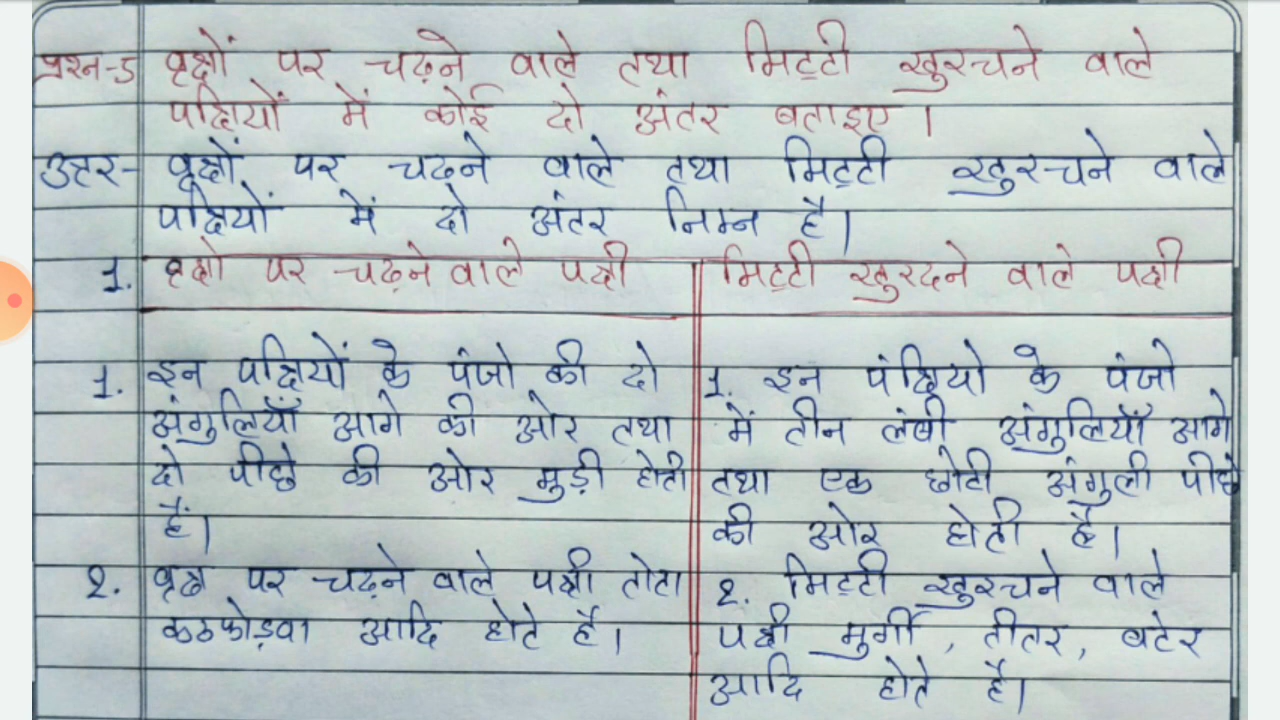 प्रश्न-5 वृक्षों पर चढ़ने वाले तथा मिट्टी खुरचने वाले
पक्षियों में कोई दो अंतर बताइए।
उत्तर- वृक्षों पर चढने वाले तथा मिट्टी खुरचने वाले
पक्षियों में दो अंतर निम्न है।
1. वृक्षो पर चढ़ने वाले पक्षी
मिट्टी खुरदने वाले पक्षी
1. इन पक्षियों के पंजो की दो
अंगुलियाँ आगे की ओर तथा
दो पीछे की ओर मुड़ी होती
हैं।
2. वृक्ष पर चढ़ने वाले पक्षी तोता
कठफोड़वा आदि होते है।
1. इन पंक्षियो के पंजो
में तीन लंबी अंगुलियाँ आगे
तथा एक छोटी अंगुली पीछे
की ओर होती है।
2. मिट्टी खुरचने वाले
पक्षी मुर्गी, तीतर, बटेर
आदि होते है।